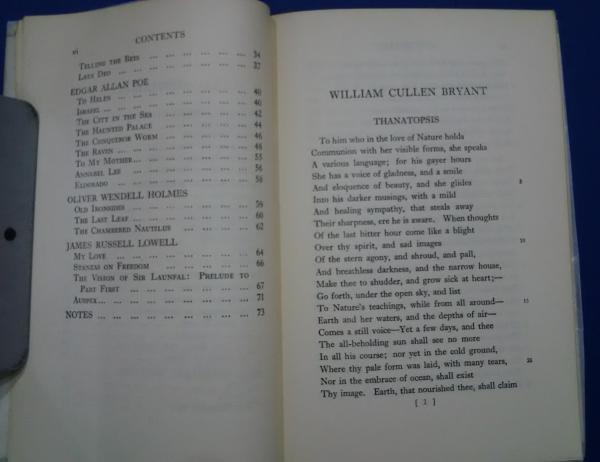 vi CONTENTS
TELLING THE BEES ... ... ... ... ... 34
LAUS DEO ... ... ... ... ... ... 37
EDGAR ALLAN POE
TO HELEN ... ... ... ... ... ... 40
ISRAFEL ... ... ... ... ... ... 40
THE CITY IN THE SEA ... ... ... ... 42
THE HAUNTED PALACE ... ... ... ... 44
THE CONQUEROR WORM ... ... ... ... 46
THE RAVEN ... ... ... ... ... ... 48
TO MY MOTHER ... ... ... ... ... 55
ANNABEL LEE ... ... ... ... ... 56
ELDORADO ... ... ... ... ... ... 58
OLIVER WENDELL HOLMES
OLD IRONSIDES ... ... ... ... ... 59
THE LAST LEAF ... ... ... ... ... 60
THE CHAMBERED NAUTILUS ... ... ... 62
JAMES RUSSELL LOWELL
MY LOVE ... ... ... ... ... ... 64
STANZAS ON FREEDOM ... ... ... ... 66
THE VISION OF SIR LAUNFAL: PRELUDE TO
PART FIRST ... ... ... ... ... 67
AUSPEX ... ... ... ... ... ... 71
NOTES ... ... ... ... ... ... ... 73
WILLIAM CULLEN BRYANT
THANATOPSIS
To him who in the love of Nature holds
Communion with her visible forms, she speaks
A various language; for his gayer hours
She has a voice of gladness, and a smile
And eloquence of beauty, and she glides 5
Into his darker musings, with a mild
And healing sympathy, that steals away
Their sharpness, ere he is aware. When thoughts
Of the last bitter hour come like a blight
Over thy spirit, and sad images 10
Of the stern agony, and shroud, and pall,
And breathless darkness, and the narrow house,
Make thee to shudder, and grow sick at heart;—
Go forth, under the open sky, and list
To Nature's teachings, while from all around— 15
Earth and her waters, and the depths of air—
Comes a still voice—Yet a few days, and thee
The all-beholding sun shall see no more
In all his course; nor yet in the cold ground,
Where thy pale form was laid, with many tears, 20
Nor in the embrace of ocean, shall exist
Thy image. Earth, that nourished thee, shall claim
[ 1 ]